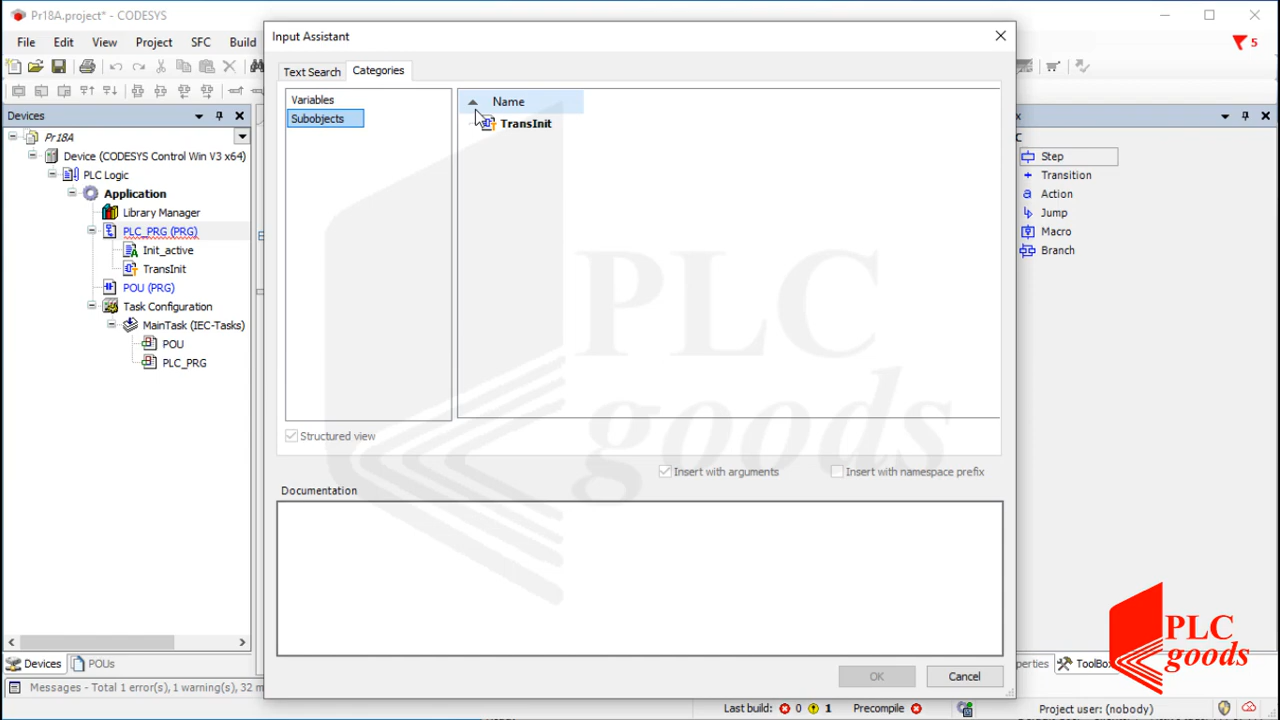 Pr18A.project* - CODESYS
File Edit View Project SFC Build
5
Input Assistant
Text Search Categories
Variables
Subobjects
Name
TransInit
Structured view
Insert with arguments
Insert with namespace prefix
Documentation
OK
Cancel
Devices
Pr18A
Device (CODESYS Control Win V3 x64)
PLC Logic
Application
Library Manager
PLC_PRG (PRG)
Init_active
TransInit
POU (PRG)
Task Configuration
MainTask (IEC-Tasks)
POU
PLC_PRG
Step
Transition
Action
Jump
Macro
Branch
PLC
goods
PLC
goods
Devices POUs
ToolBo
Messages - Total 1 error(s), 1 warning(s), 32 m
Last build: 0 1 Precompile
Project user: (nobody)